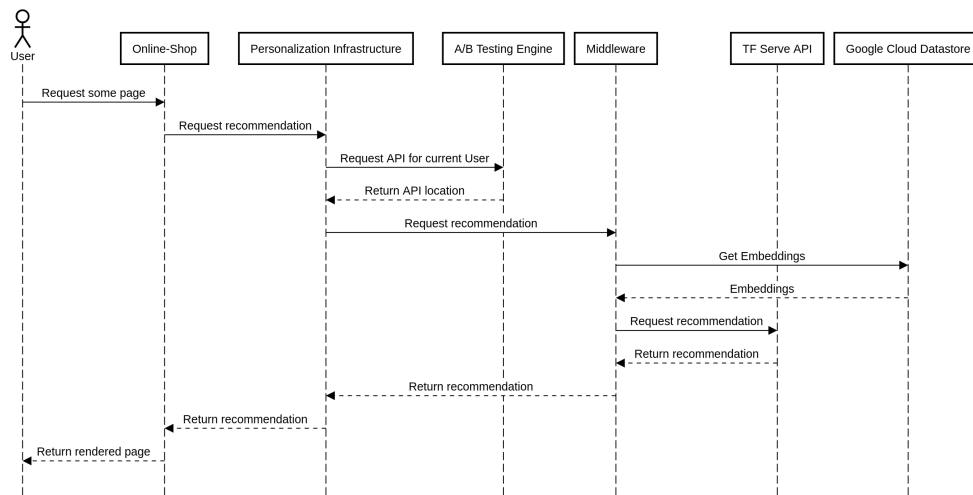 User
Online-Shop
Personalization Infrastructure
A/B Testing Engine
Middleware
TF Serve API
Google Cloud Datastore
Request some page
Request recommendation
Request API for current User
Return API location
Request recommendation
Get Embeddings
Embeddings
Request recommendation
Return recommendation
Return recommendation
Return recommendation
Return rendered page